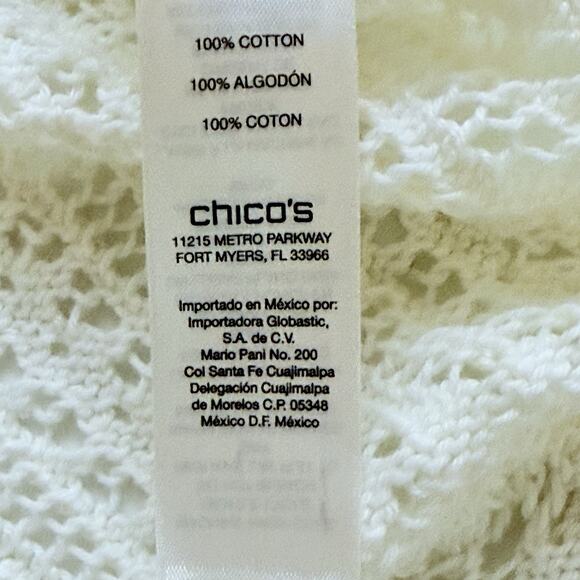 100% COTTON
100% ALGODÓN
100% COTON
chico's
11215 METRO PARKWAY
FORT MYERS, FL 33966
Importado en México por:
Importadora Globastic,
S.A. de C.V.
Mario Pani No. 200
Col Santa Fe Cuajimalpa
Delegación Cuajimalpa
de Morelos C.P. 05348
México D.F. México